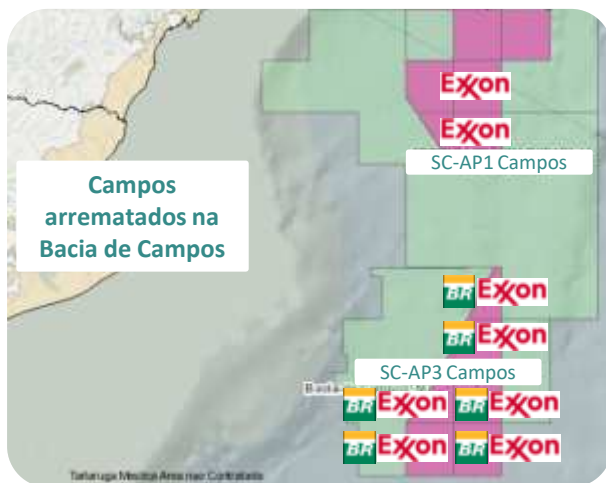 Exxon
Exxon
SC-AP1 Campos
Campos
arrematados na
Bacia de Campos
BR Exxon
BR Exxon
SC-AP3 Campos
BR Exxon BR Exxon
BR Exxon BR Exxon